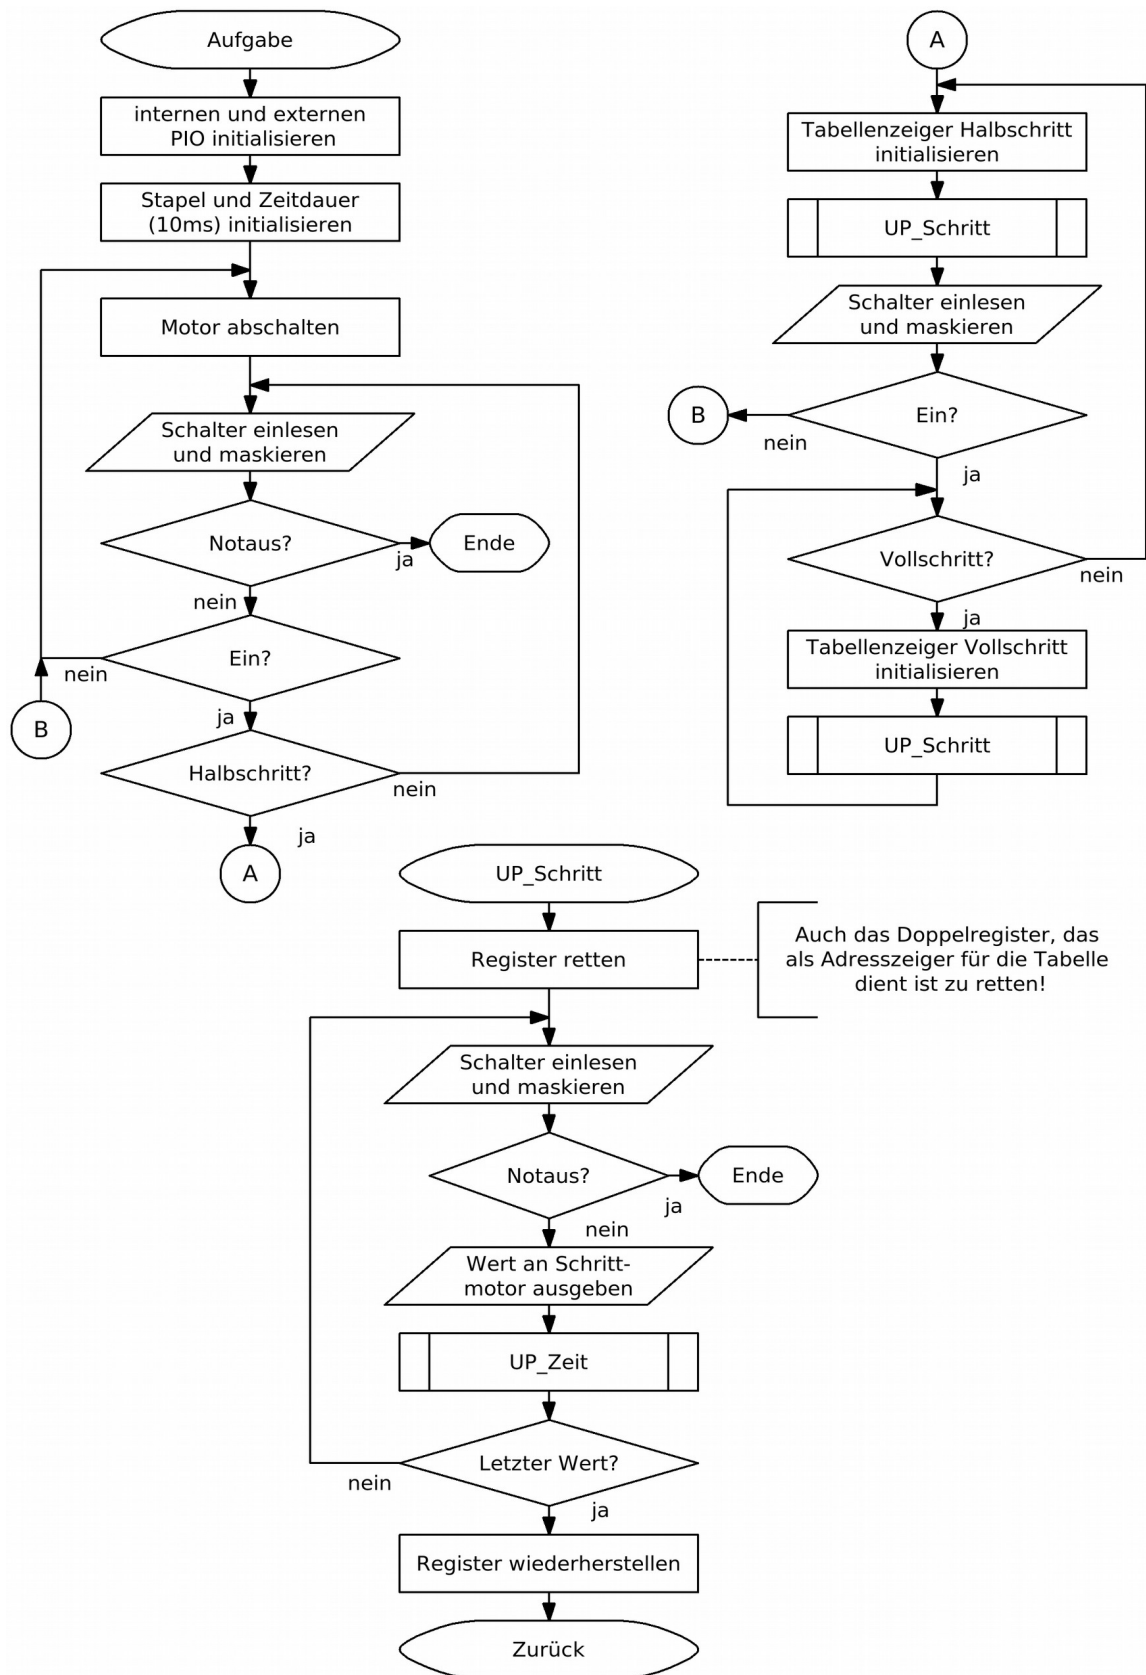 Aufgabe
internen und externen
PIO initialisieren
Stapel und Zeitdauer
(10ms) initialisieren
Motor abschalten
Schalter einlesen
und maskieren
Notaus?
ja
Ende
nein
Ein?
nein
B
ja
Halbschritt?
nein
ja
A
A
Tabellenzeiger Halbschritt
initialisieren
UP_Schritt
Schalter einlesen
und maskieren
Ein?
B
nein
ja
Vollschritt?
nein
ja
Tabellenzeiger Vollschritt
initialisieren
UP_Schritt
UP_Schritt
Register retten
Auch das Doppelregister, das
als Adresszeiger für die Tabelle
dient ist zu retten!
Schalter einlesen
und maskieren
Notaus?
Ende
ja
nein
Wert an Schritt-
motor ausgeben
UP_Zeit
Letzter Wert?
nein
ja
Register wiederherstellen
Zurück